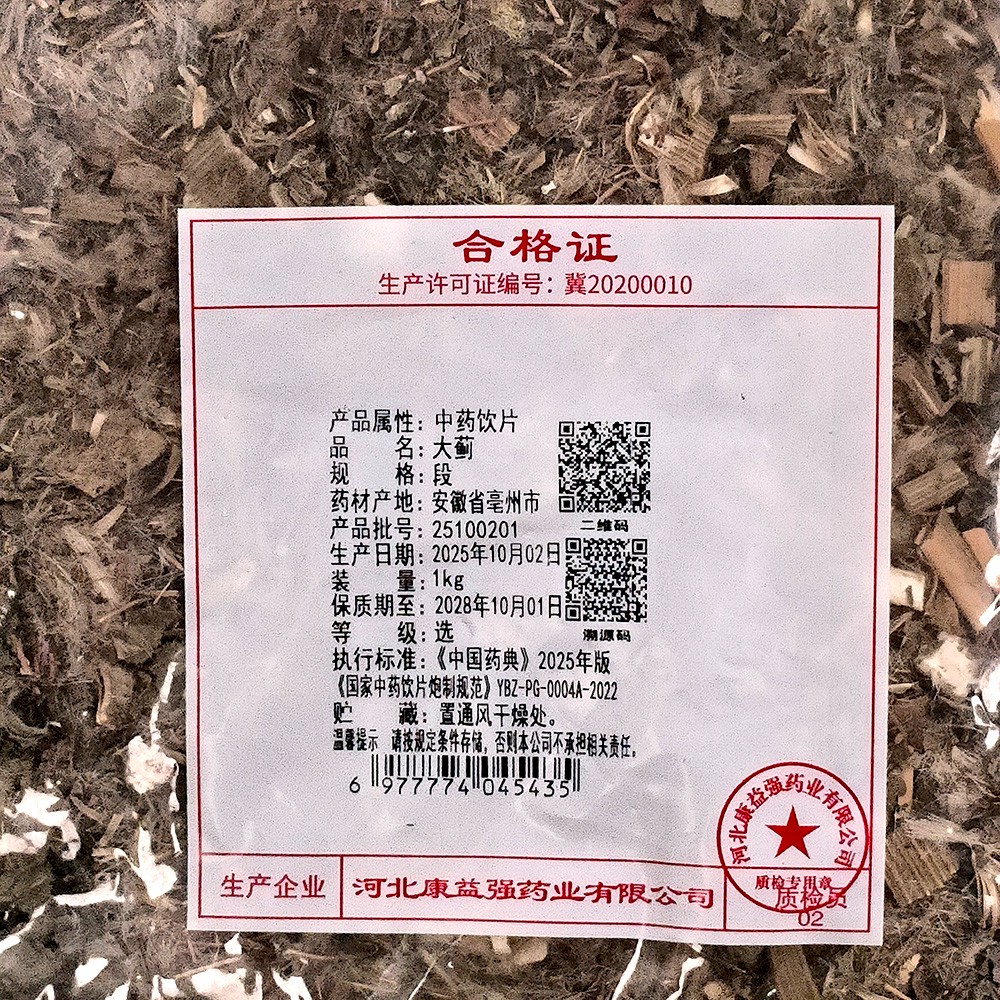 合格证
生产许可证编号：冀20200010
产品属性：中药饮片
品名：大蓟
规格：段
药材产地：安徽省亳州市
产品批号：25100201
生产日期：2025年10月02日
装量：1kg
保质期至：2028年10月01日
等级：选
执行标准：《中国药典》2025年版
《国家中药饮片炮制规范》YBZ-PG-0004A-2022
贮藏：置通风干燥处。
温馨提示 请按规定条件存储，否则本公司不承担相关责任。
二维码
溯源码
6 977774 045435
生产企业
河北康益强药业有限公司
河北康益强药业有限公司
质检专用章
质检员
02